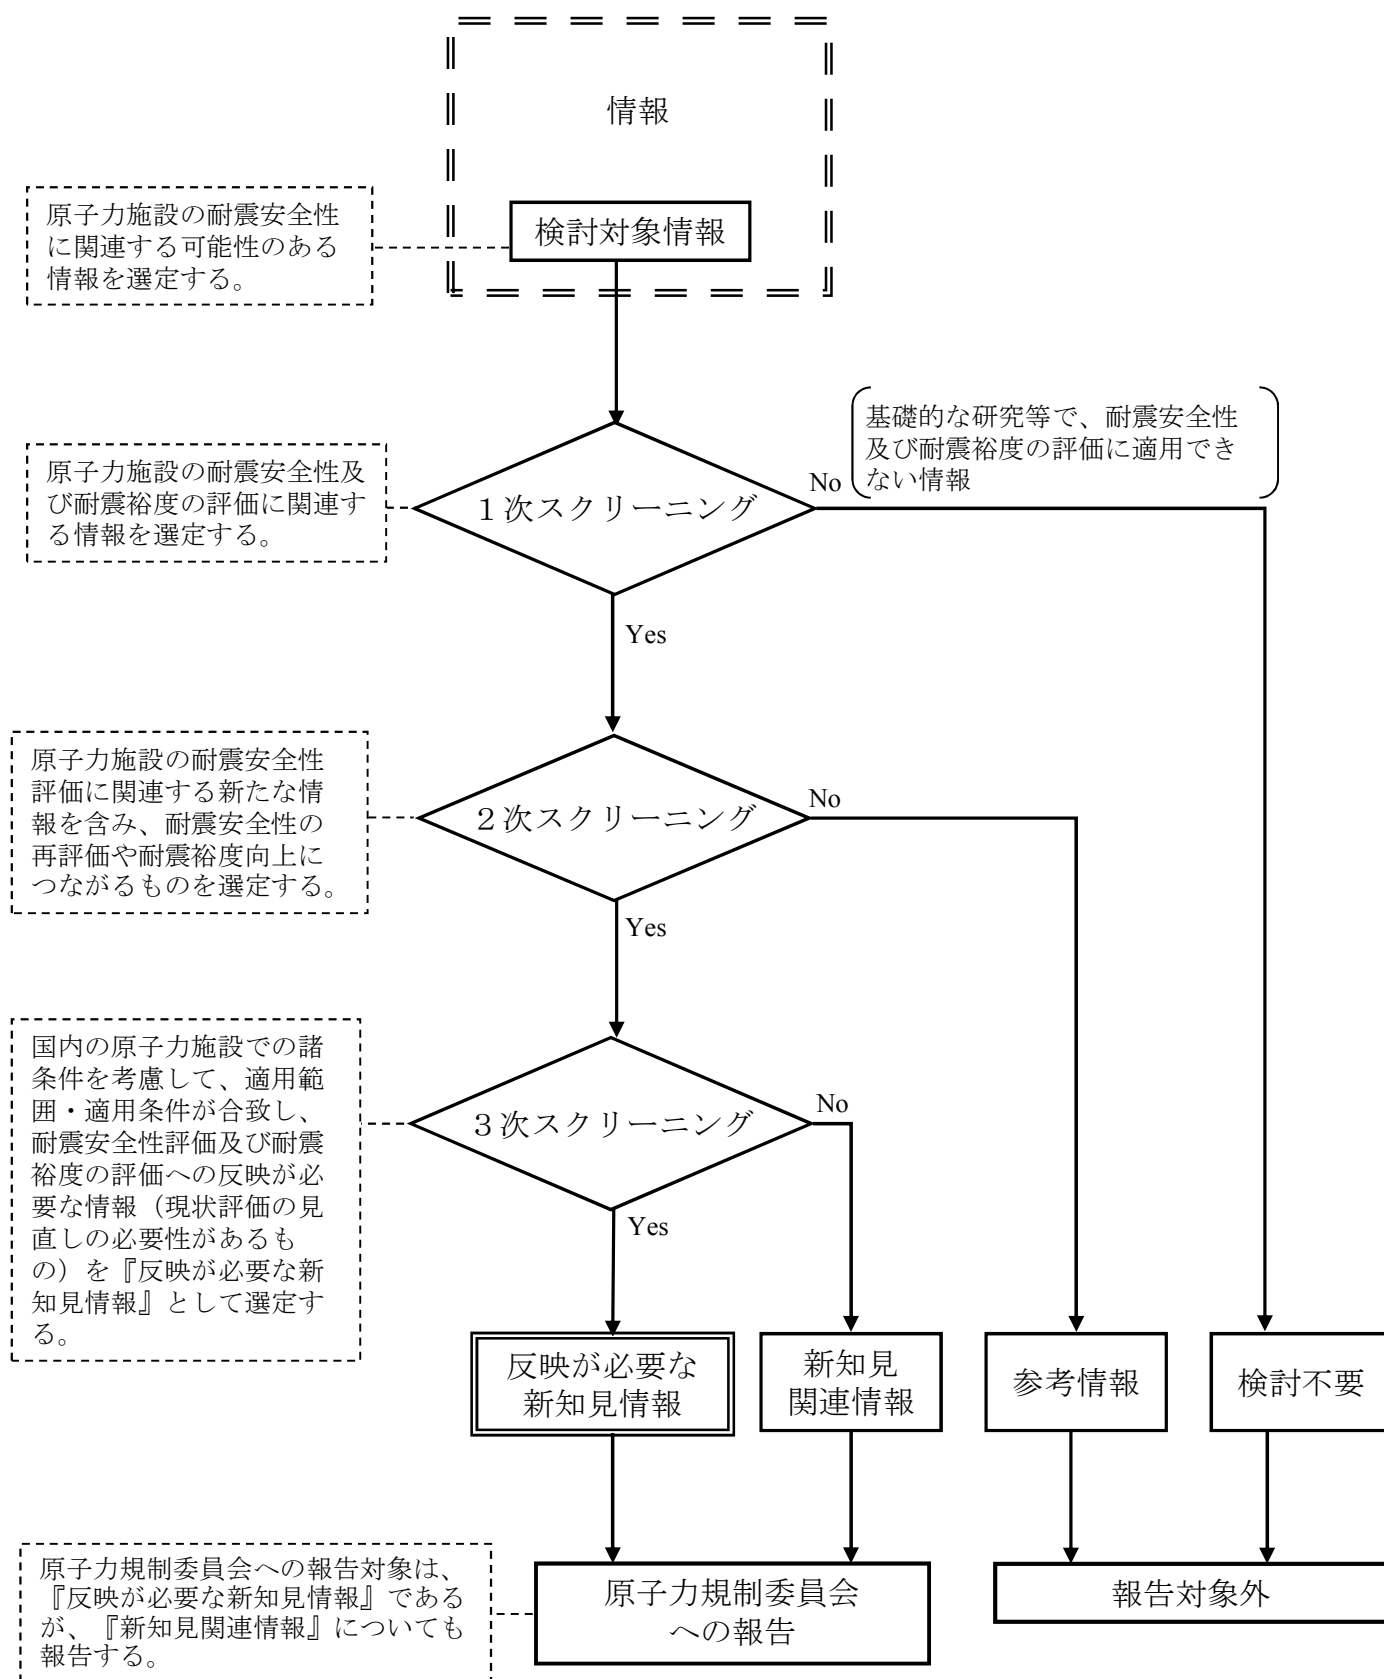 情報
検討対象情報
原子力施設の耐震安全性
に関連する可能性のある
情報を選定する。
基礎的な研究等で、耐震安全性
及び耐震裕度の評価に適用でき
ない情報
No
原子力施設の耐震安全性及
び耐震裕度の評価に関連す
る情報を選定する。
１次スクリーニング
Yes
原子力施設の耐震安全性
評価に関連する新たな情
報を含み、耐震安全性の
再評価や耐震裕度向上に
つながるものを選定する。
２次スクリーニング
No
Yes
国内の原子力施設での諸
条件を考慮して、適用範
囲・適用条件が合致し、
耐震安全性評価及び耐震
裕度の評価への反映が必
要な情報（現状評価の見
直しの必要性があるも
の）を『反映が必要な新
知見情報』として選定す
る。
３次スクリーニング
No
Yes
反映が必要な
新知見情報
新知見
関連情報
参考情報
検討不要
原子力規制委員会への報告対象は、
『反映が必要な新知見情報』である
が、『新知見関連情報』についても
報告する。
原子力規制委員会
への報告
報告対象外